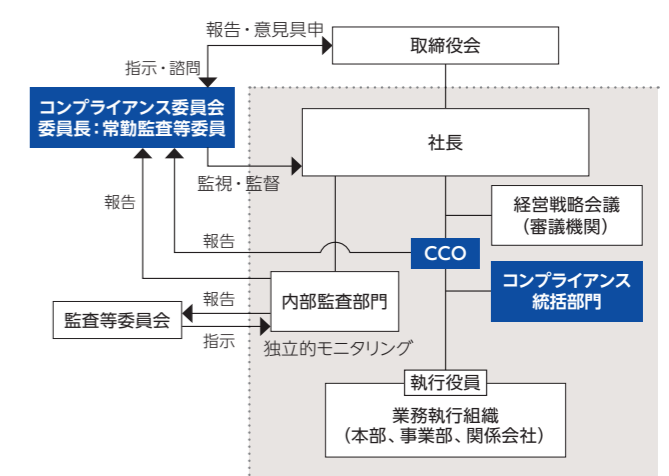 報告・意見具申
取締役会
指示・諮問
コンプライアンス委員会
委員長：常勤監査等委員
社長
監視・監督
報告
経営戦略会議
（審議機関）
報告
CCO
コンプライアンス
統括部門
内部監査部門
報告
監査等委員会
指示
独立的モニタリング
執行役員
業務執行組織
（本部、事業部、関係会社）